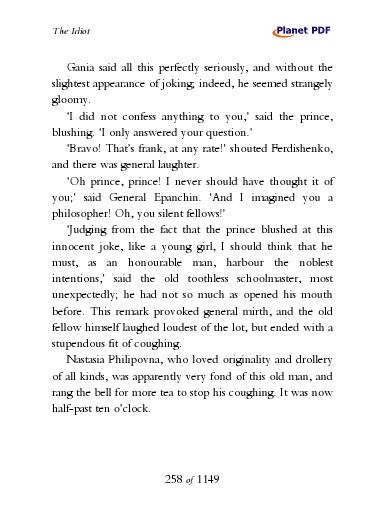 The Idiot
Planet PDF
Gania said all this perfectly seriously, and without the
slightest appearance of joking; indeed, he seemed strangely
gloomy.
'I did not confess anything to you,' said the prince,
blushing. 'I only answered your question.'
'Bravo! That's frank, at any rate!' shouted Ferdishenko,
and there was general laughter.
'Oh prince, prince! I never should have thought it of
you;' said General Epanchin. 'And I imagined you a
philosopher! Oh, you silent fellows!'
'Judging from the fact that the prince blushed at this
innocent joke, like a young girl, I should think that he
must, as an honourable man, harbour the noblest
intentions,' said the old toothless schoolmaster, most
unexpectedly; he had not so much as opened his mouth
before. This remark provoked general mirth, and the old
fellow himself laughed loudest of the lot, but ended with a
stupendous fit of coughing.
Nastasia Philipovna, who loved originality and drollery
of all kinds, was apparently very fond of this old man, and
rang the bell for more tea to stop his coughing. It was now
half-past ten o'clock.
258 of 1149